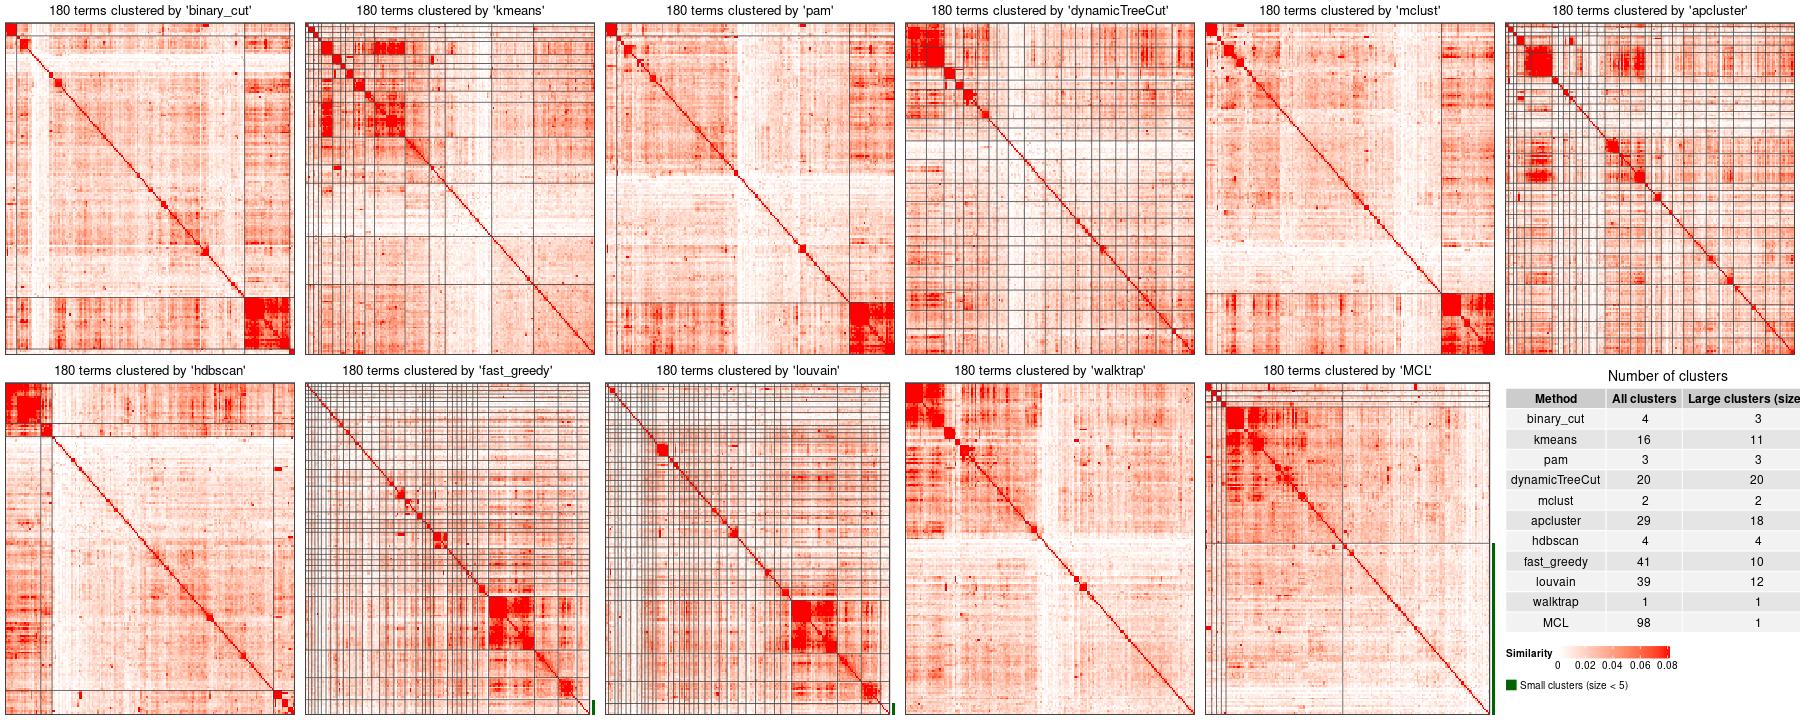 180 terms clustered by 'binary_cut'
180 terms clustered by 'kmeans'
180 terms clustered by 'pam'
180 terms clustered by 'dynamicTreeCut'
180 terms clustered by 'mclust'
180 terms clustered by 'apcluster'
180 terms clustered by 'hdbscan'
180 terms clustered by 'fast_greedy'
180 terms clustered by 'louvain'
180 terms clustered by 'walktrap'
180 terms clustered by 'MCL'
Number of clusters
Method All clusters Large clusters (size
binary_cut 4 3
kmeans 16 11
pam 3 3
dynamicTreeCut 20 20
mclust 2 2
apcluster 29 18
hdbscan 4 4
fast_greedy 41 10
louvain 39 12
walktrap 1 1
MCL 98 1
Similarity
0 0.02 0.04 0.06 0.08
Small clusters (size < 5)